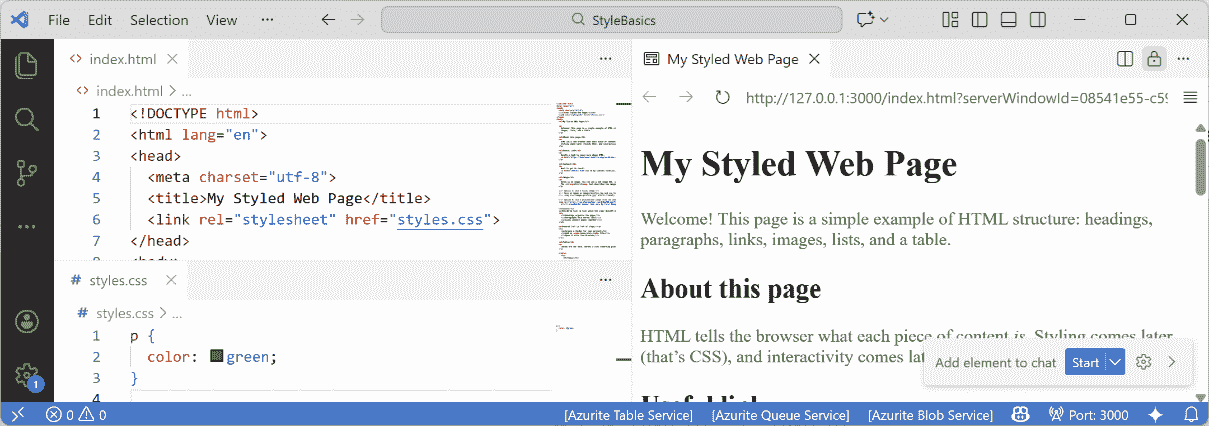 File Edit Selection View ··· StyleBasics
index.html
index.html > ...
1 <!DOCTYPE html>
2 <html lang="en">
3 <head>
4 <meta charset="utf-8">
5 <title>My Styled Web Page</title>
6 <link rel="stylesheet" href="styles.css">
7 </head>
# styles.css
# styles.css > ...
1 p {
2 color: green;
3 }
4
My Styled Web Page
http://127.0.0.1:3000/index.html?serverWindowId=08541e55-c59
My Styled Web Page
Welcome! This page is a simple example of HTML structure: headings,
paragraphs, links, images, lists, and a table.
About this page
HTML tells the browser what each piece of content is. Styling comes later
(that's CSS), and interactivity comes lat
Add element to chat Start
1
0 0 [Azurite Table Service] [Azurite Queue Service] [Azurite Blob Service] Port: 3000